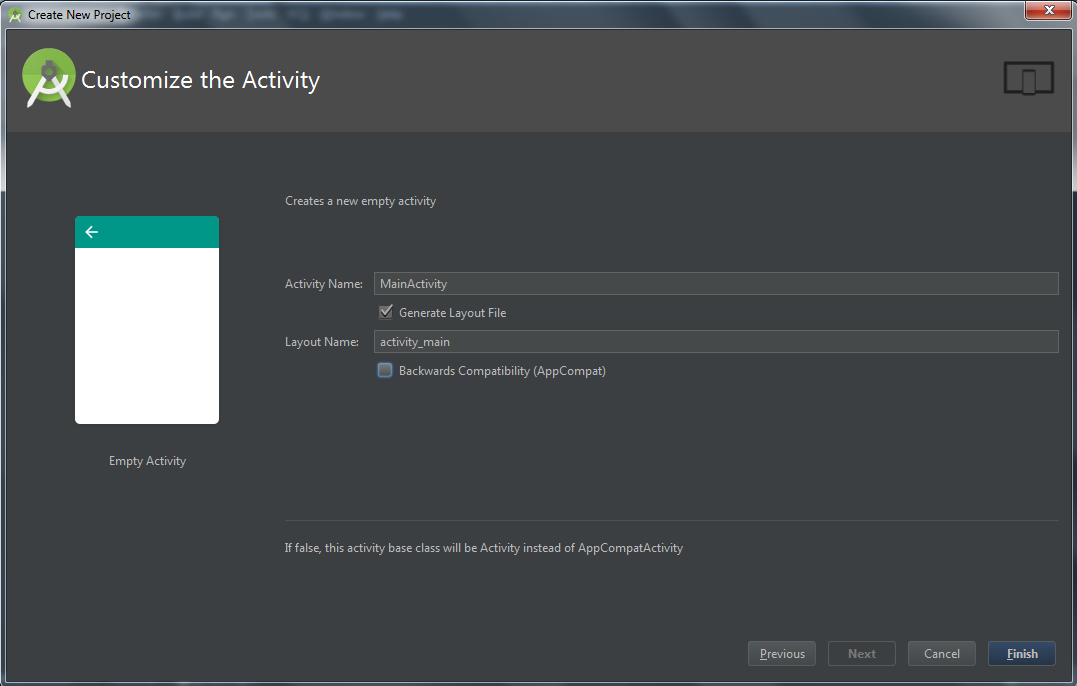 Create New Project
Customize the Activity
Creates a new empty activity
Activity Name: MainActivity
Generate Layout File
Layout Name: activity_main
Backwards Compatibility (AppCompat)
Empty Activity
If false, this activity base class will be Activity instead of AppCompatActivity
Previous Next Cancel Finish